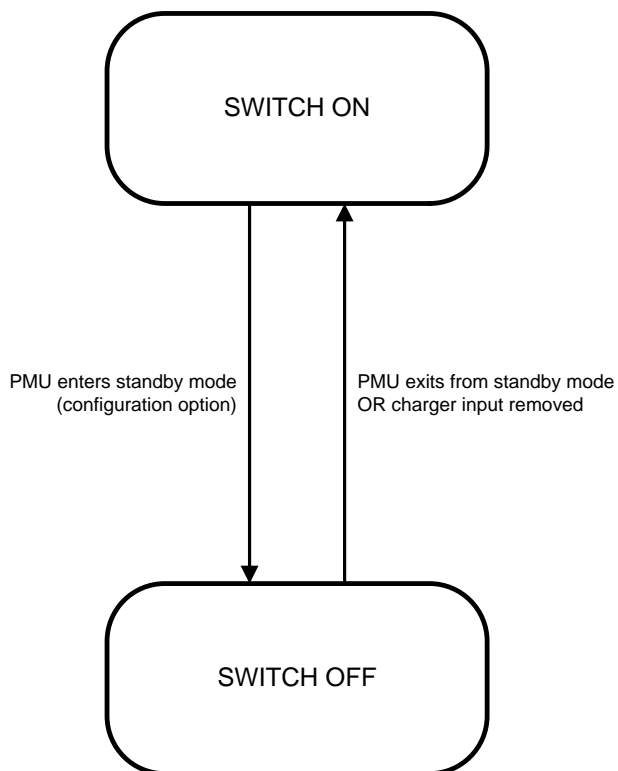 SWITCH ON
PMU enters standby mode
(configuration option)
PMU exits from standby mode
OR charger input removed
SWITCH OFF